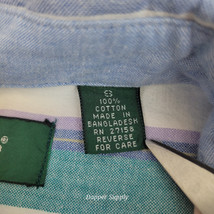 S
100%
COTTON
MADE IN
BANGLADESH
RN 27158
REVERSE
FOR CARE
Dapper Supply